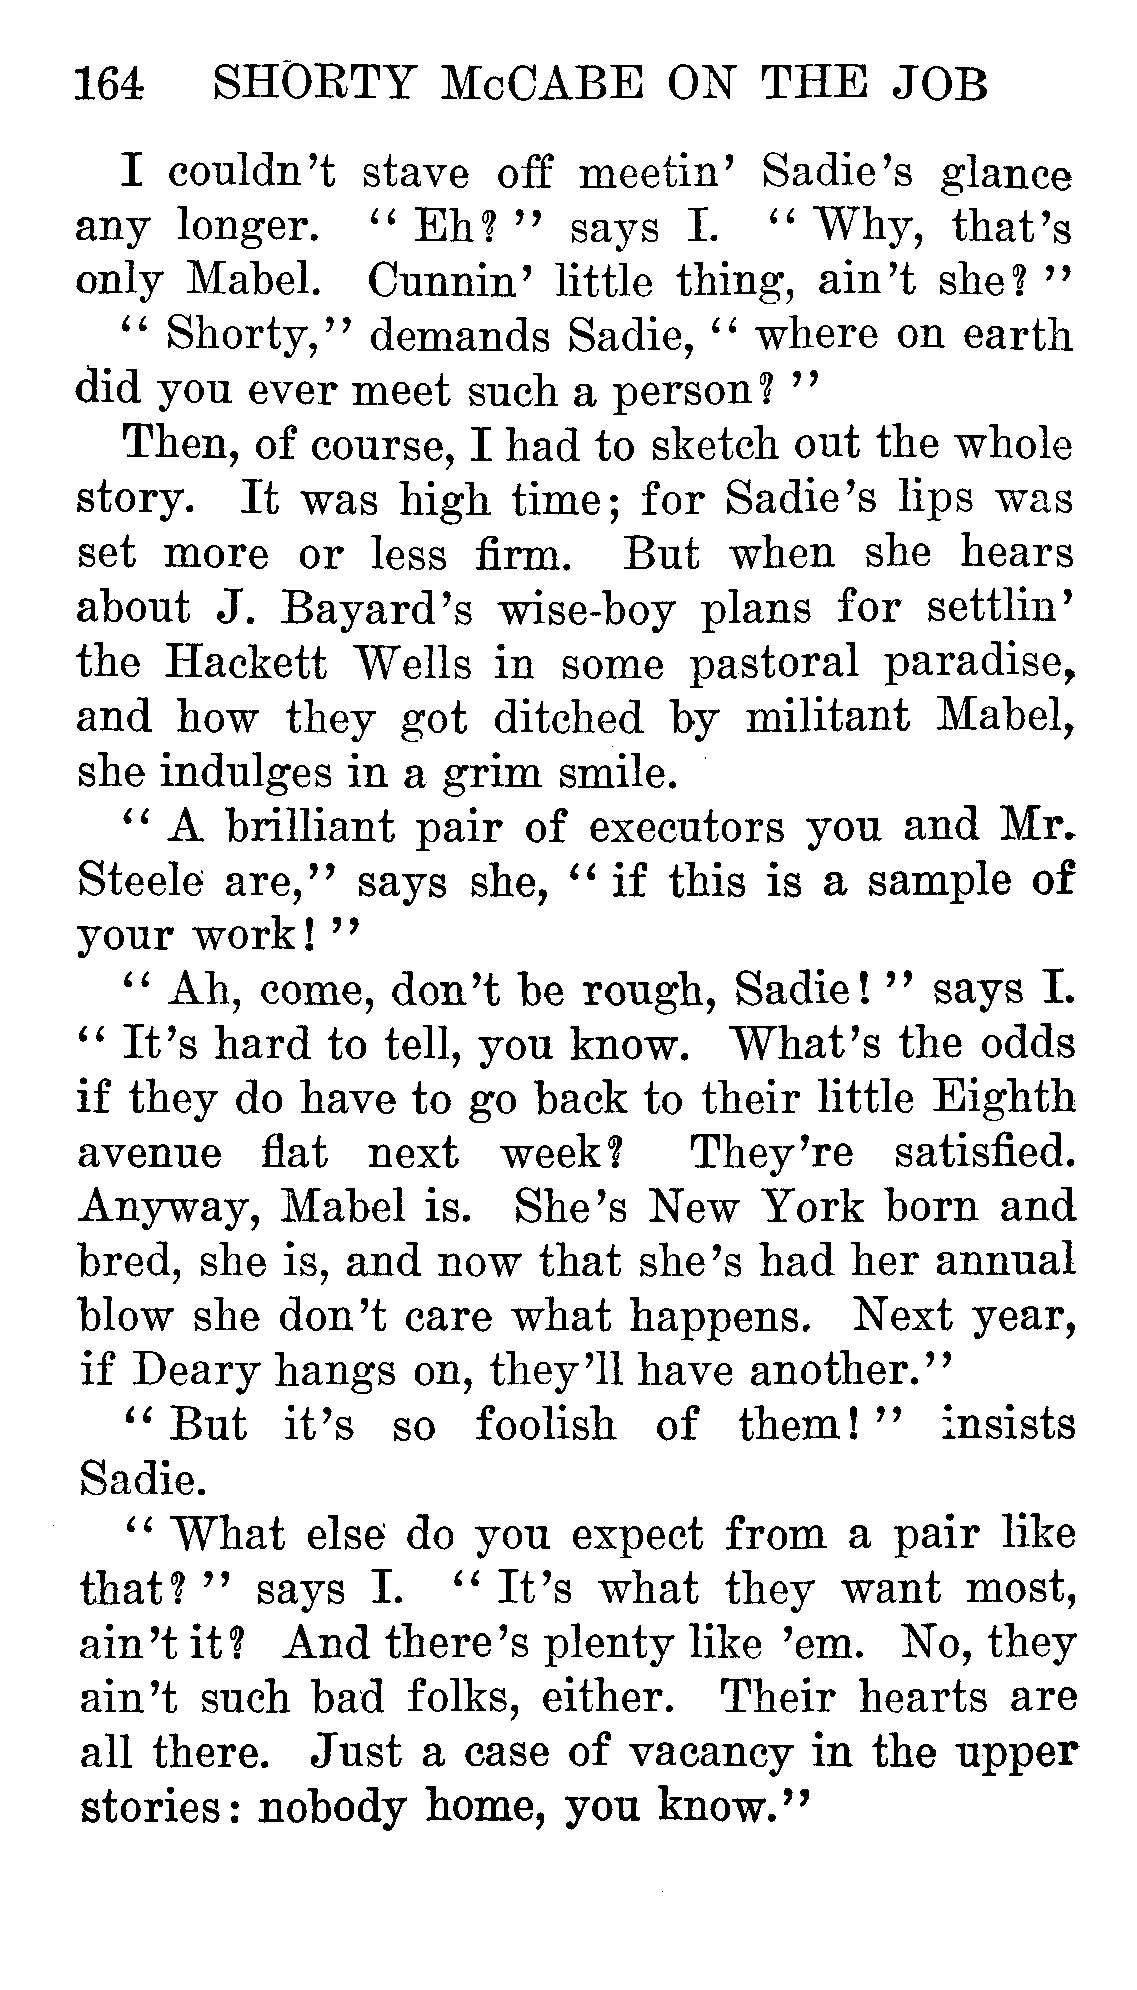 164 SHORTY McCABE ON THE JOB
I couldn't stave off meetin' Sadie's glance
any longer. "Eh?" says I. "Why, that's
only Mabel. Cunnin' little thing, ain't she?"
"Shorty," demands Sadie, "where on earth
did you ever meet such a person?"
Then, of course, I had to sketch out the whole
story. It was high time; for Sadie's lips was
set more or less firm. But when she hears
about J. Bayard's wise-boy plans for settlin'
the Hackett Wells in some pastoral paradise,
and how they got ditched by militant Mabel,
she indulges in a grim smile.
"A brilliant pair of executors you and Mr.
Steele are," says she, "if this is a sample of
your work!"
"Ah, come, don't be rough, Sadie!" says I.
"It's hard to tell, you know. What's the odds
if they do have to go back to their little Eighth
avenue flat next week? They're satisfied.
Anyway, Mabel is. She's New York born and
bred, she is, and now that she's had her annual
blow she don't care what happens. Next year,
if Deary hangs on, they'll have another."
"But it's so foolish of them!" insists
Sadie.
"What else do you expect from a pair like
that?" says I. "It's what they want most,
ain't it? And there's plenty like 'em. No, they
ain't such bad folks, either. Their hearts are
all there. Just a case of vacancy in the upper
stories: nobody home, you know."